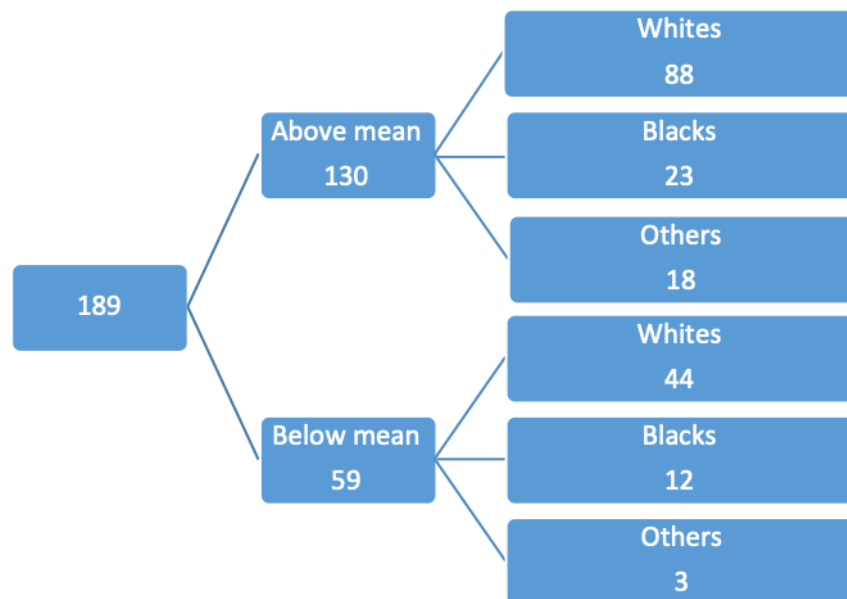 189
Above mean
130
Below mean
59
Whites
88
Blacks
23
Others
18
Whites
44
Blacks
12
Others
3